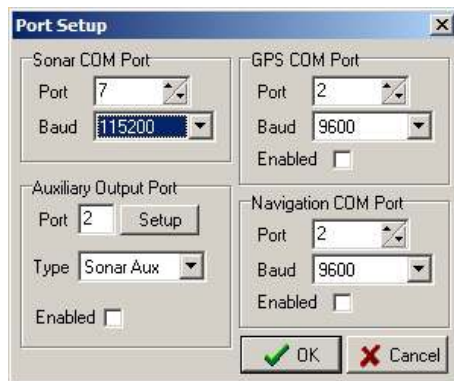 Port Setup
Sonar COM Port
Port 7
Baud 115200
GPS COM Port
Port 2
Baud 9600
Enabled
Auxiliary Output Port
Port 2 Setup
Type Sonar Aux
Enabled
Navigation COM Port
Port 2
Baud 9600
Enabled
OK Cancel